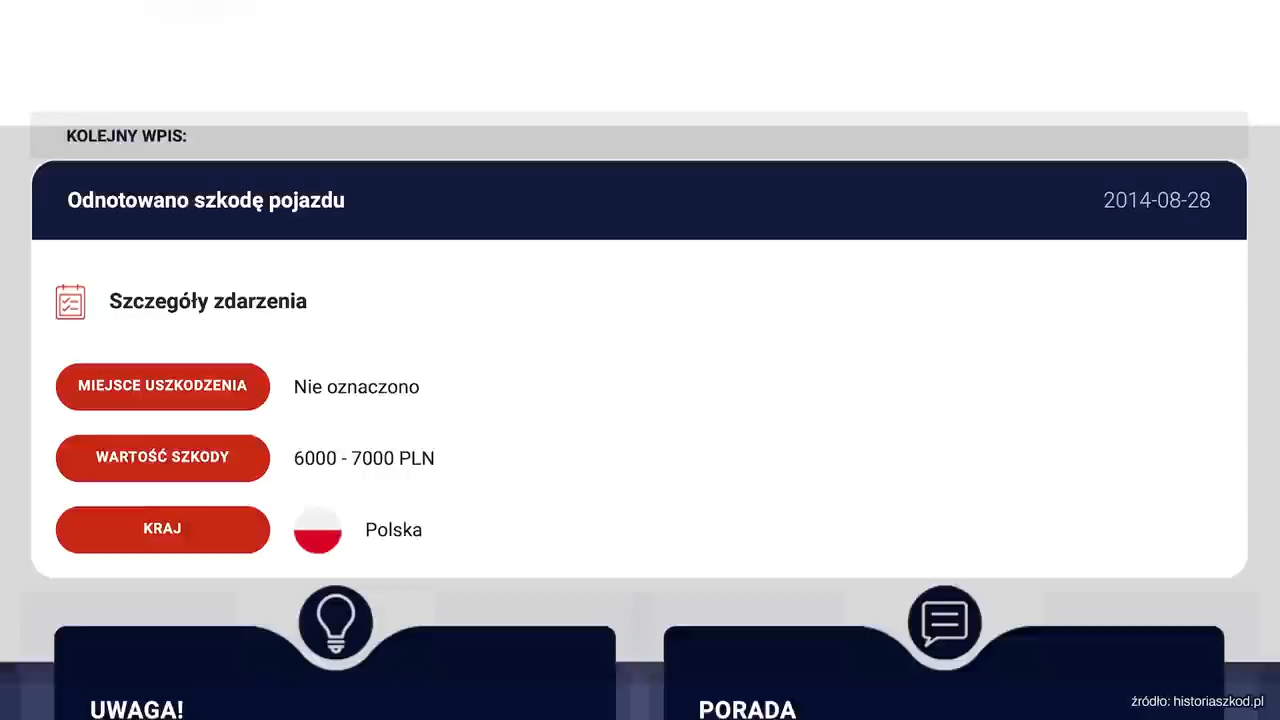 KOLEJNY WPIS:
Odnotowano szkodę pojazdu 2014-08-28
Szczegóły zdarzenia
MIEJSCE USZKODZENIA Nie oznaczono
WARTOŚĆ SZKODY 6000 - 7000 PLN
KRAJ Polska
UWAGA! PORADA
źródło: historiaszkod.pl